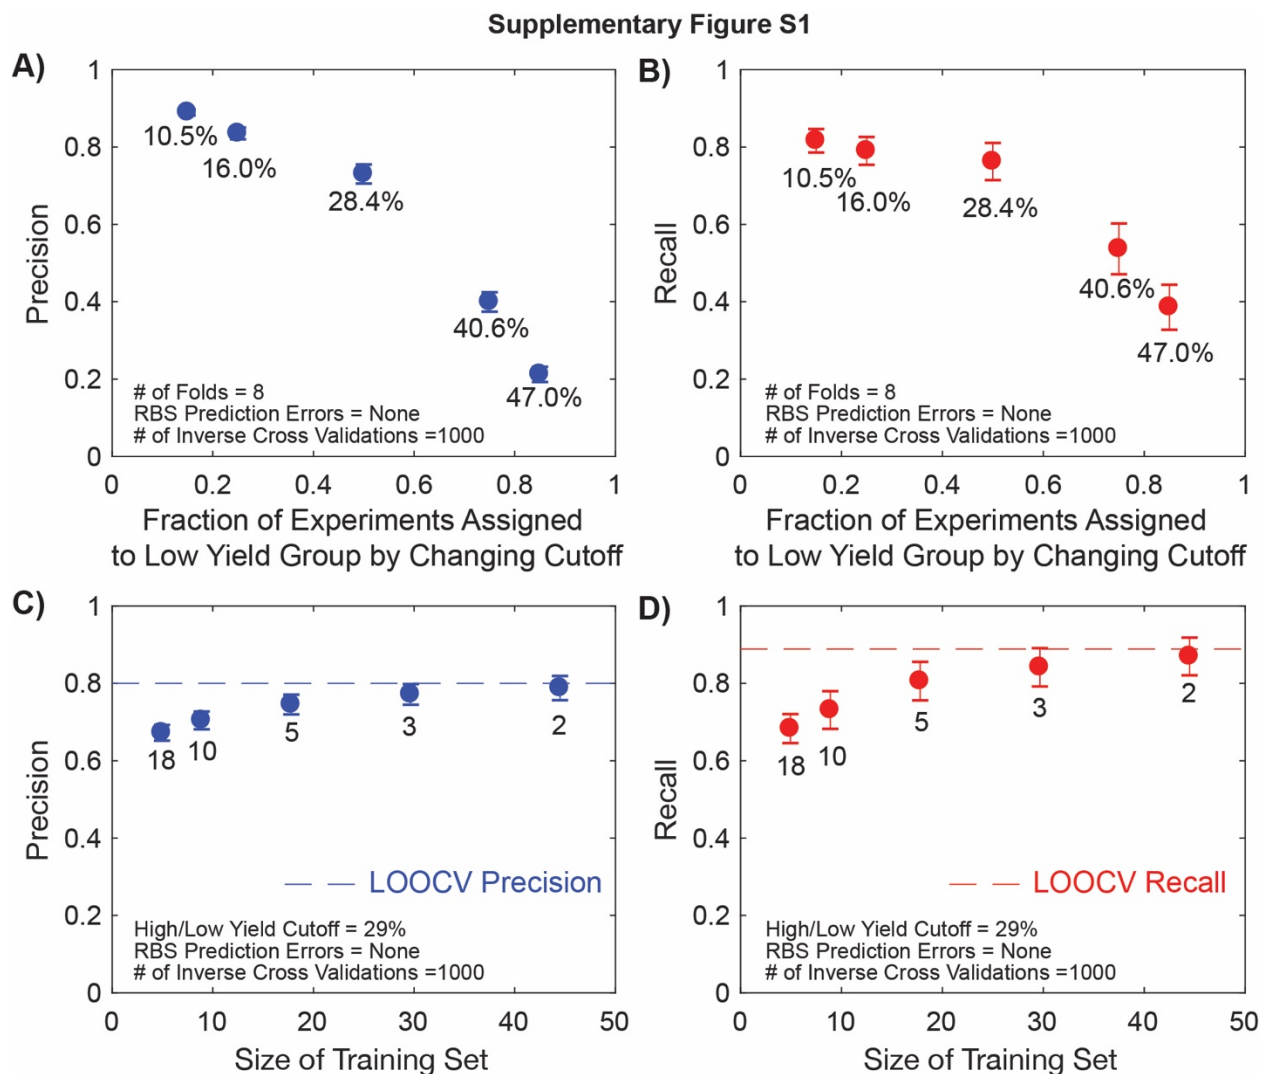 Supplementary Figure S1
A)
1
0.8
0.6
0.4
0.2
0
Precision
10.5%
16.0%
28.4%
40.6%
47.0%
# of Folds = 8
RBS Prediction Errors = None
# of Inverse Cross Validations =1000
0 0.2 0.4 0.6 0.8 1
Fraction of Experiments Assigned
to Low Yield Group by Changing Cutoff
B)
1
0.8
0.6
0.4
0.2
0
Recall
10.5%
16.0%
28.4%
40.6%
47.0%
# of Folds = 8
RBS Prediction Errors = None
# of Inverse Cross Validations =1000
0 0.2 0.4 0.6 0.8 1
Fraction of Experiments Assigned
to Low Yield Group by Changing Cutoff
C)
1
0.8
0.6
0.4
0.2
0
Precision
18 10 5 3 2
LOOCV Precision
High/Low Yield Cutoff = 29%
RBS Prediction Errors = None
# of Inverse Cross Validations =1000
0 10 20 30 40 50
Size of Training Set
D)
1
0.8
0.6
0.4
0.2
0
Recall
18 10 5 3 2
LOOCV Recall
High/Low Yield Cutoff = 29%
RBS Prediction Errors = None
# of Inverse Cross Validations =1000
0 10 20 30 40 50
Size of Training Set